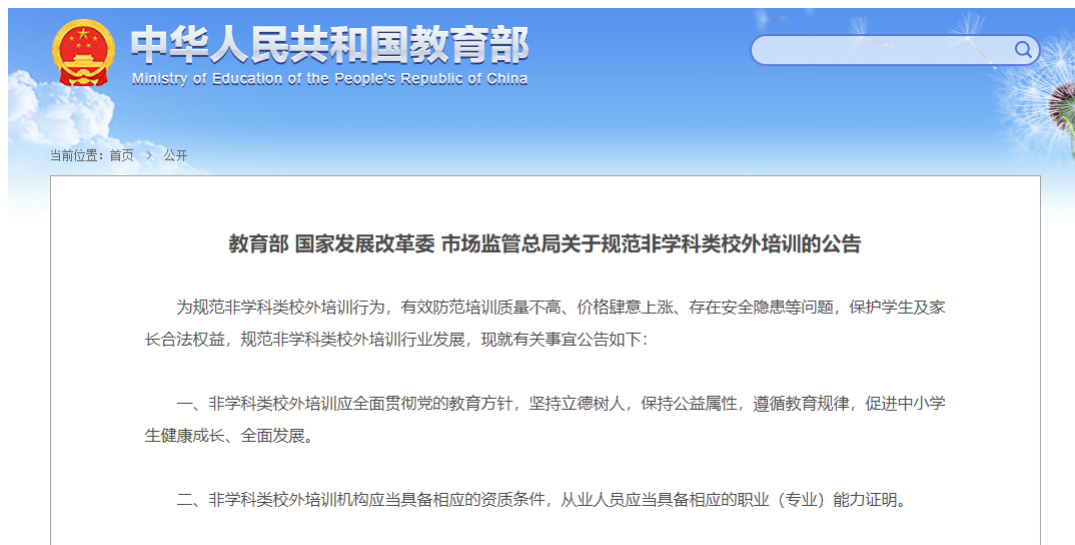 中华人民共和国教育部
Ministry of Education of the People's Republic of China
当前位置：首页 > 公开
教育部 国家发展改革委 市场监管总局关于规范非学科类校外培训的公告
为规范非学科类校外培训行为，有效防范培训质量不高、价格肆意上涨、存在安全隐患等问题，保护学生及家
长合法权益，规范非学科类校外培训行业发展，现就有关事宜公告如下：
一、非学科类校外培训应全面贯彻党的教育方针，坚持立德树人，保持公益属性，遵循教育规律，促进中小学
生健康成长、全面发展。
二、非学科类校外培训机构应当具备相应的资质条件，从业人员应当具备相应的职业（专业）能力证明。